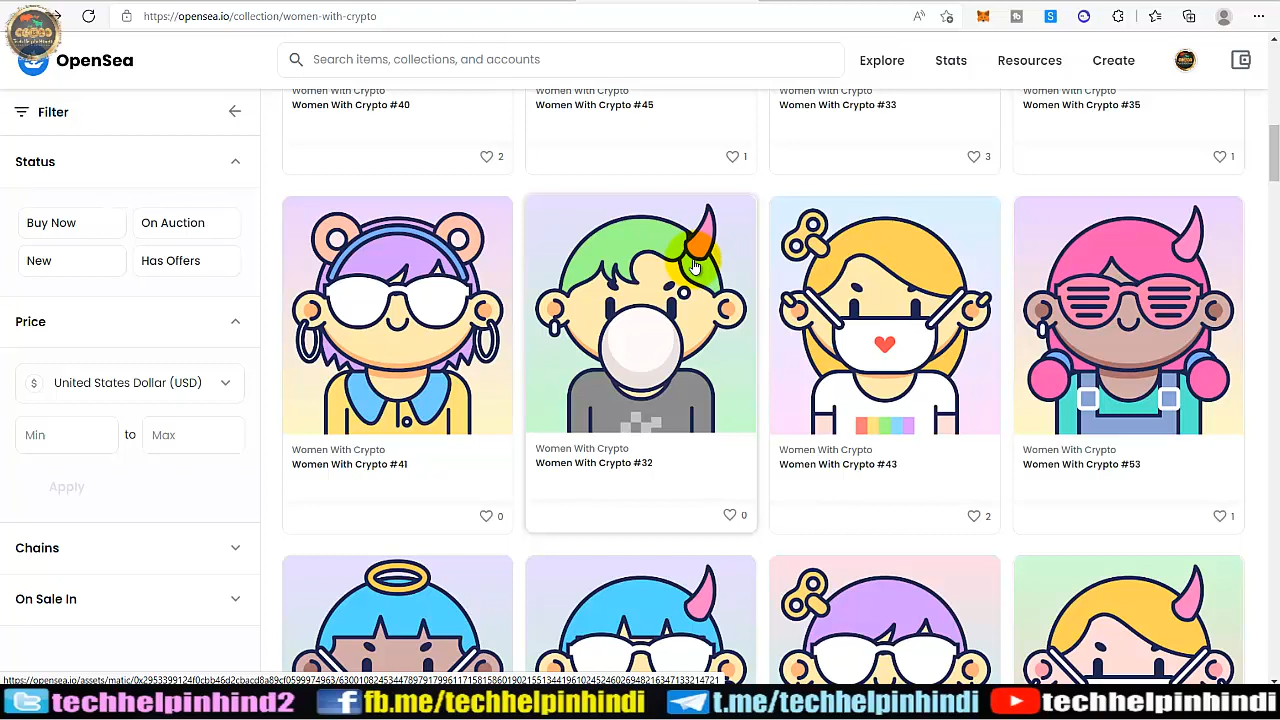 https://opensea.io/collection/women-with-crypto
OpenSea
Search items, collections, and accounts
Explore
Stats
Resources
Create
Filter
Status
Buy Now
On Auction
New
Has Offers
Price
$ United States Dollar (USD)
Min
to
Max
Apply
Chains
On Sale In
Women With Crypto
Women With Crypto #40
2
Women With Crypto
Women With Crypto #45
1
Women With Crypto
Women With Crypto #33
3
Women With Crypto
Women With Crypto #35
1
Women With Crypto
Women With Crypto #41
0
Women With Crypto
Women With Crypto #32
0
Women With Crypto
Women With Crypto #43
2
Women With Crypto
Women With Crypto #53
1
techhelpinhindi2
fb.me/techhelpinhindi
t.me/techhelpinhindi
techhelpinhindi